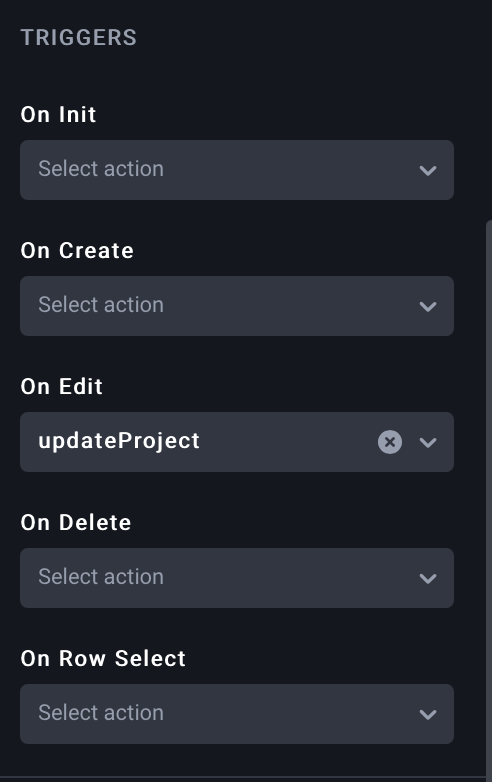 TRIGGERS
On Init
Select action
On Create
Select action
On Edit
updateProject
On Delete
Select action
On Row Select
Select action